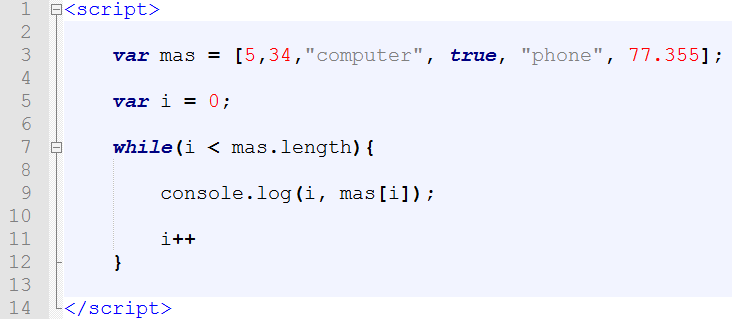 1 <script>
2
3 var mas = [5,34,"computer", true, "phone", 77.355];
4
5 var i = 0;
6
7 while(i < mas.length){
8
9 console.log(i, mas[i]);
10
11 i++
12 }
13
14 </script>